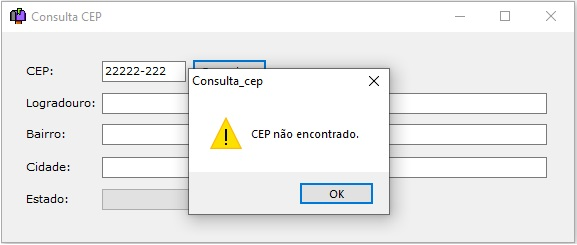 Consulta CEP
CEP:
22222-222
Consulta_cep
Logradouro:
Bairro:
CEP não encontrado.
Cidade:
Estado:
OK